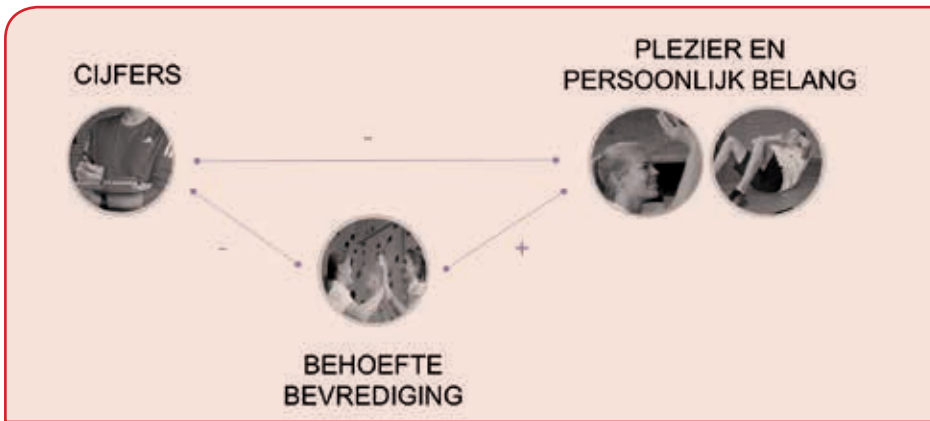 CIJFERS
PLEZIER EN
PERSOONLIJK BELANG
-
-
+
BEHOEFTE
BEVREDIGING